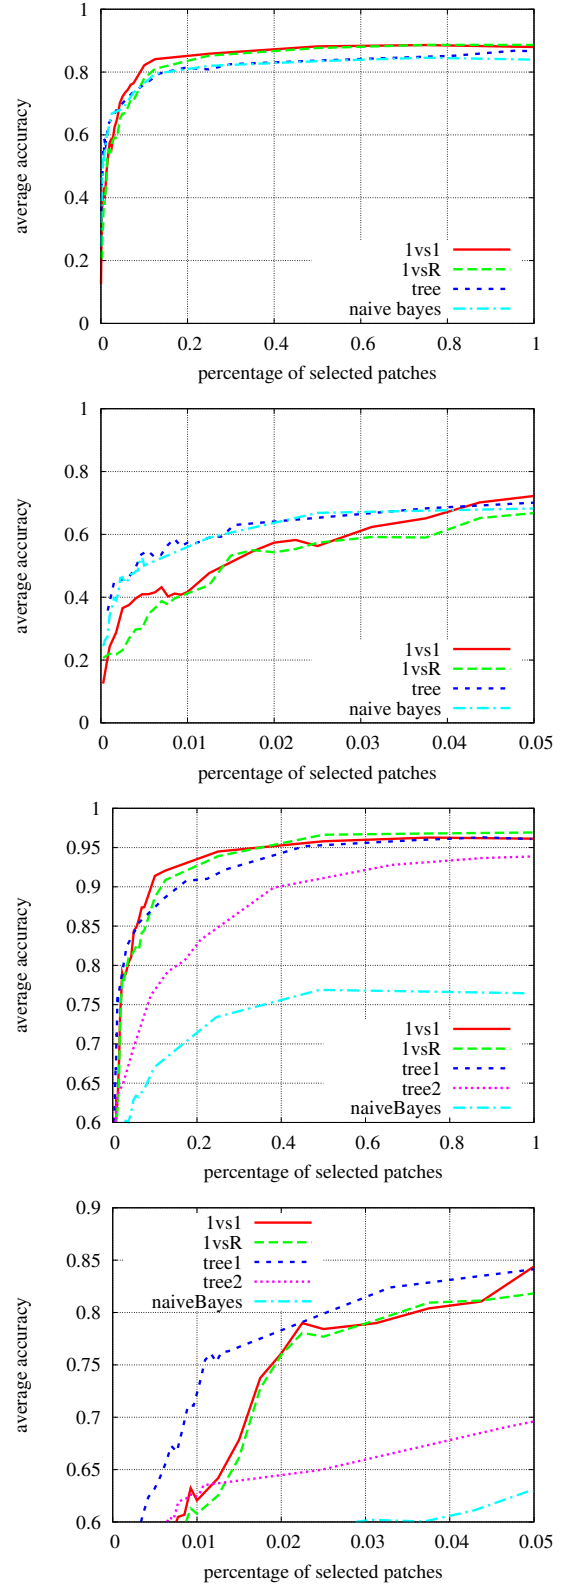 1
0.8
0.6
0.4
0.2
0
average accuracy
1vs1
1vsR
tree
naive bayes
0 0.2 0.4 0.6 0.8 1
percentage of selected patches
1
0.8
0.6
0.4
0.2
0
average accuracy
1vs1
1vsR
tree
naive bayes
0 0.01 0.02 0.03 0.04 0.05
percentage of selected patches
1
0.95
0.9
0.85
0.8
0.75
0.7
0.65
0.6
average accuracy
1vs1
1vsR
tree1
tree2
naiveBayes
0 0.2 0.4 0.6 0.8 1
percentage of selected patches
0.9
0.85
0.8
0.75
0.7
0.65
0.6
average accuracy
1vs1
1vsR
tree1
tree2
naiveBayes
0 0.01 0.02 0.03 0.04 0.05
percentage of selected patches